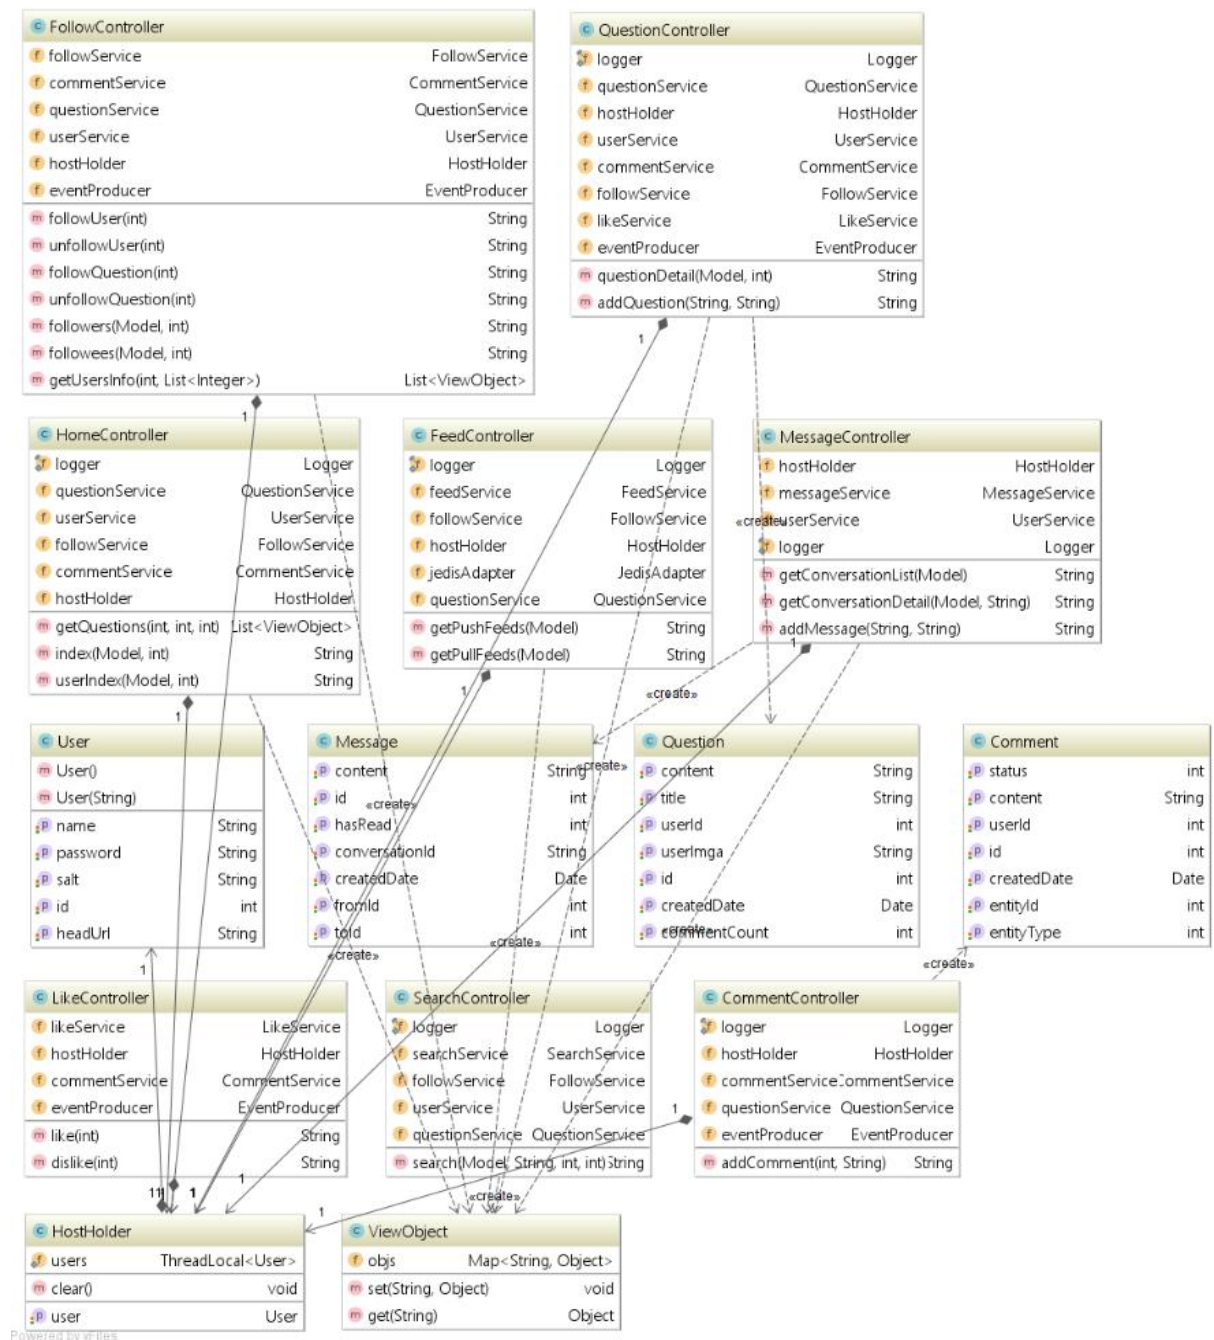 FollowController
followService FollowService
commentService CommentService
questionService QuestionService
userService UserService
hostHolder HostHolder
eventProducer EventProducer
followUser(int) String
unfollowUser(int) String
followQuestion(int) String
unfollowQuestion(int) String
followers(Model, int) String
followees(Model, int) String
getUsersInfo(int, List<Integer>) List<ViewObject>
QuestionController
logger Logger
questionService QuestionService
hostHolder HostHolder
userService UserService
commentService CommentService
followService FollowService
likeService LikeService
eventProducer EventProducer
questionDetail(Model, int) String
addQuestion(String, String) String
1
1
HomeController
logger Logger
questionService QuestionService
userService UserService
followService FollowService
commentService CommentService
hostHolder HostHolder
getQuestions(int, int, int) List<ViewObject>
index(Model, int) String
userIndex(Model, int) String
1
FeedController
logger Logger
feedService FeedService
followService FollowService
hostHolder HostHolder
jedisAdapter JedisAdapter
questionService QuestionService
getPushFeeds(Model) String
getPullFeeds(Model) String
1
MessageController
hostHolder HostHolder
messageService MessageService
«create»
userService UserService
logger Logger
getConversationList(Model) String
getConversationDetail(Model, String) String
addMessage(String, String) String
1
«create»
User
User()
User(String)
name String
password String
salt String
id int
headUrl String
1
Message
content String
id int
hasRead int
conversationId String
createdDate Date
fromId int
toId int
«create»
«create»
«create»
«create»
Question
content String
title String
userId int
userImga String
id int
createdDate Date
commentCount int
«create»
Comment
status int
content String
userId int
id int
createdDate Date
entityId int
entityType int
«create»
LikeController
likeService LikeService
hostHolder HostHolder
commentService CommentService
eventProducer EventProducer
like(int) String
dislike(int) String
SearchController
logger Logger
searchService SearchService
followService FollowService
userService UserService
questionService QuestionService
search(Model, String, int, int) String
«create»
CommentController
logger Logger
hostHolder HostHolder
commentService CommentService
questionService QuestionService
eventProducer EventProducer
addComment(int, String) String
1
1
1
1
HostHolder
users ThreadLocal<User>
clear() void
user User
ViewObject
objs Map<String, Object>
set(String, Object) void
get(String) Object
Powered by yFiles